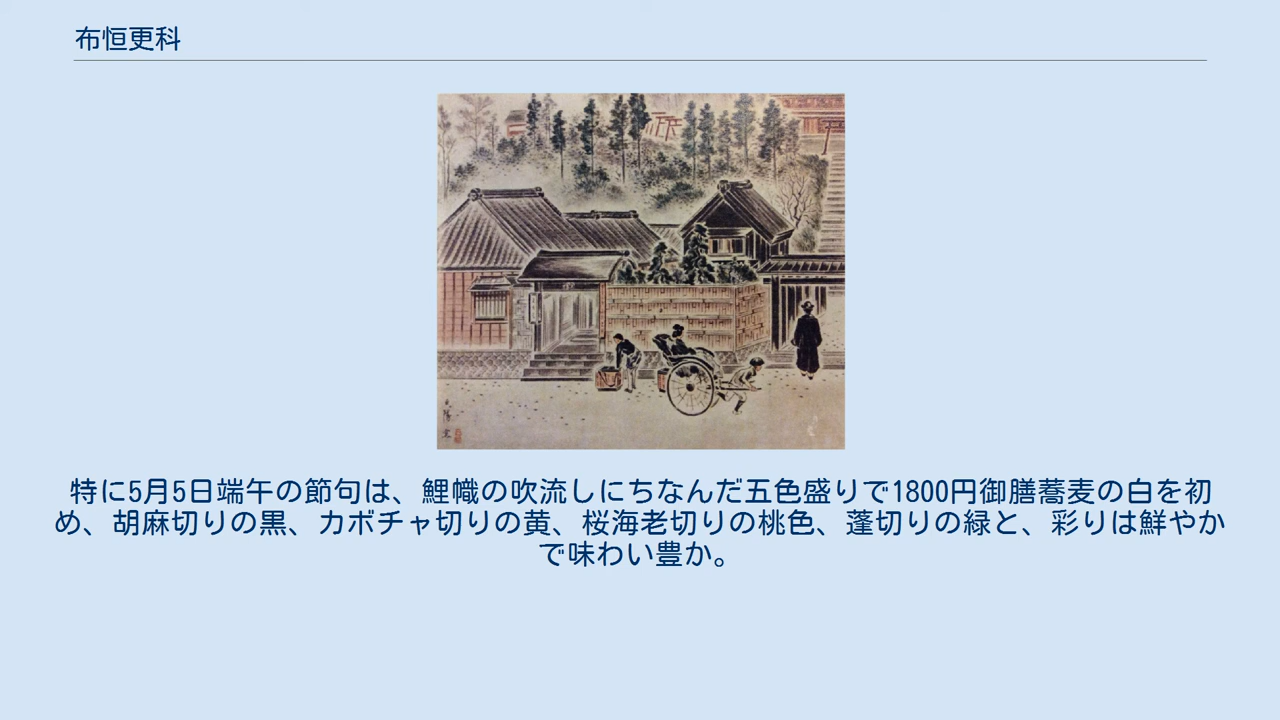 布恒更科
特に5月5日端午の節句は、鯉幟の吹流しにちなんだ五色盛りで1800円御膳蕎麦の白を初
め、胡麻切りの黒、カボチャ切りの黄、桜海老切りの桃色、蓬切りの緑と、彩りは鮮やか
で味わい豊か。